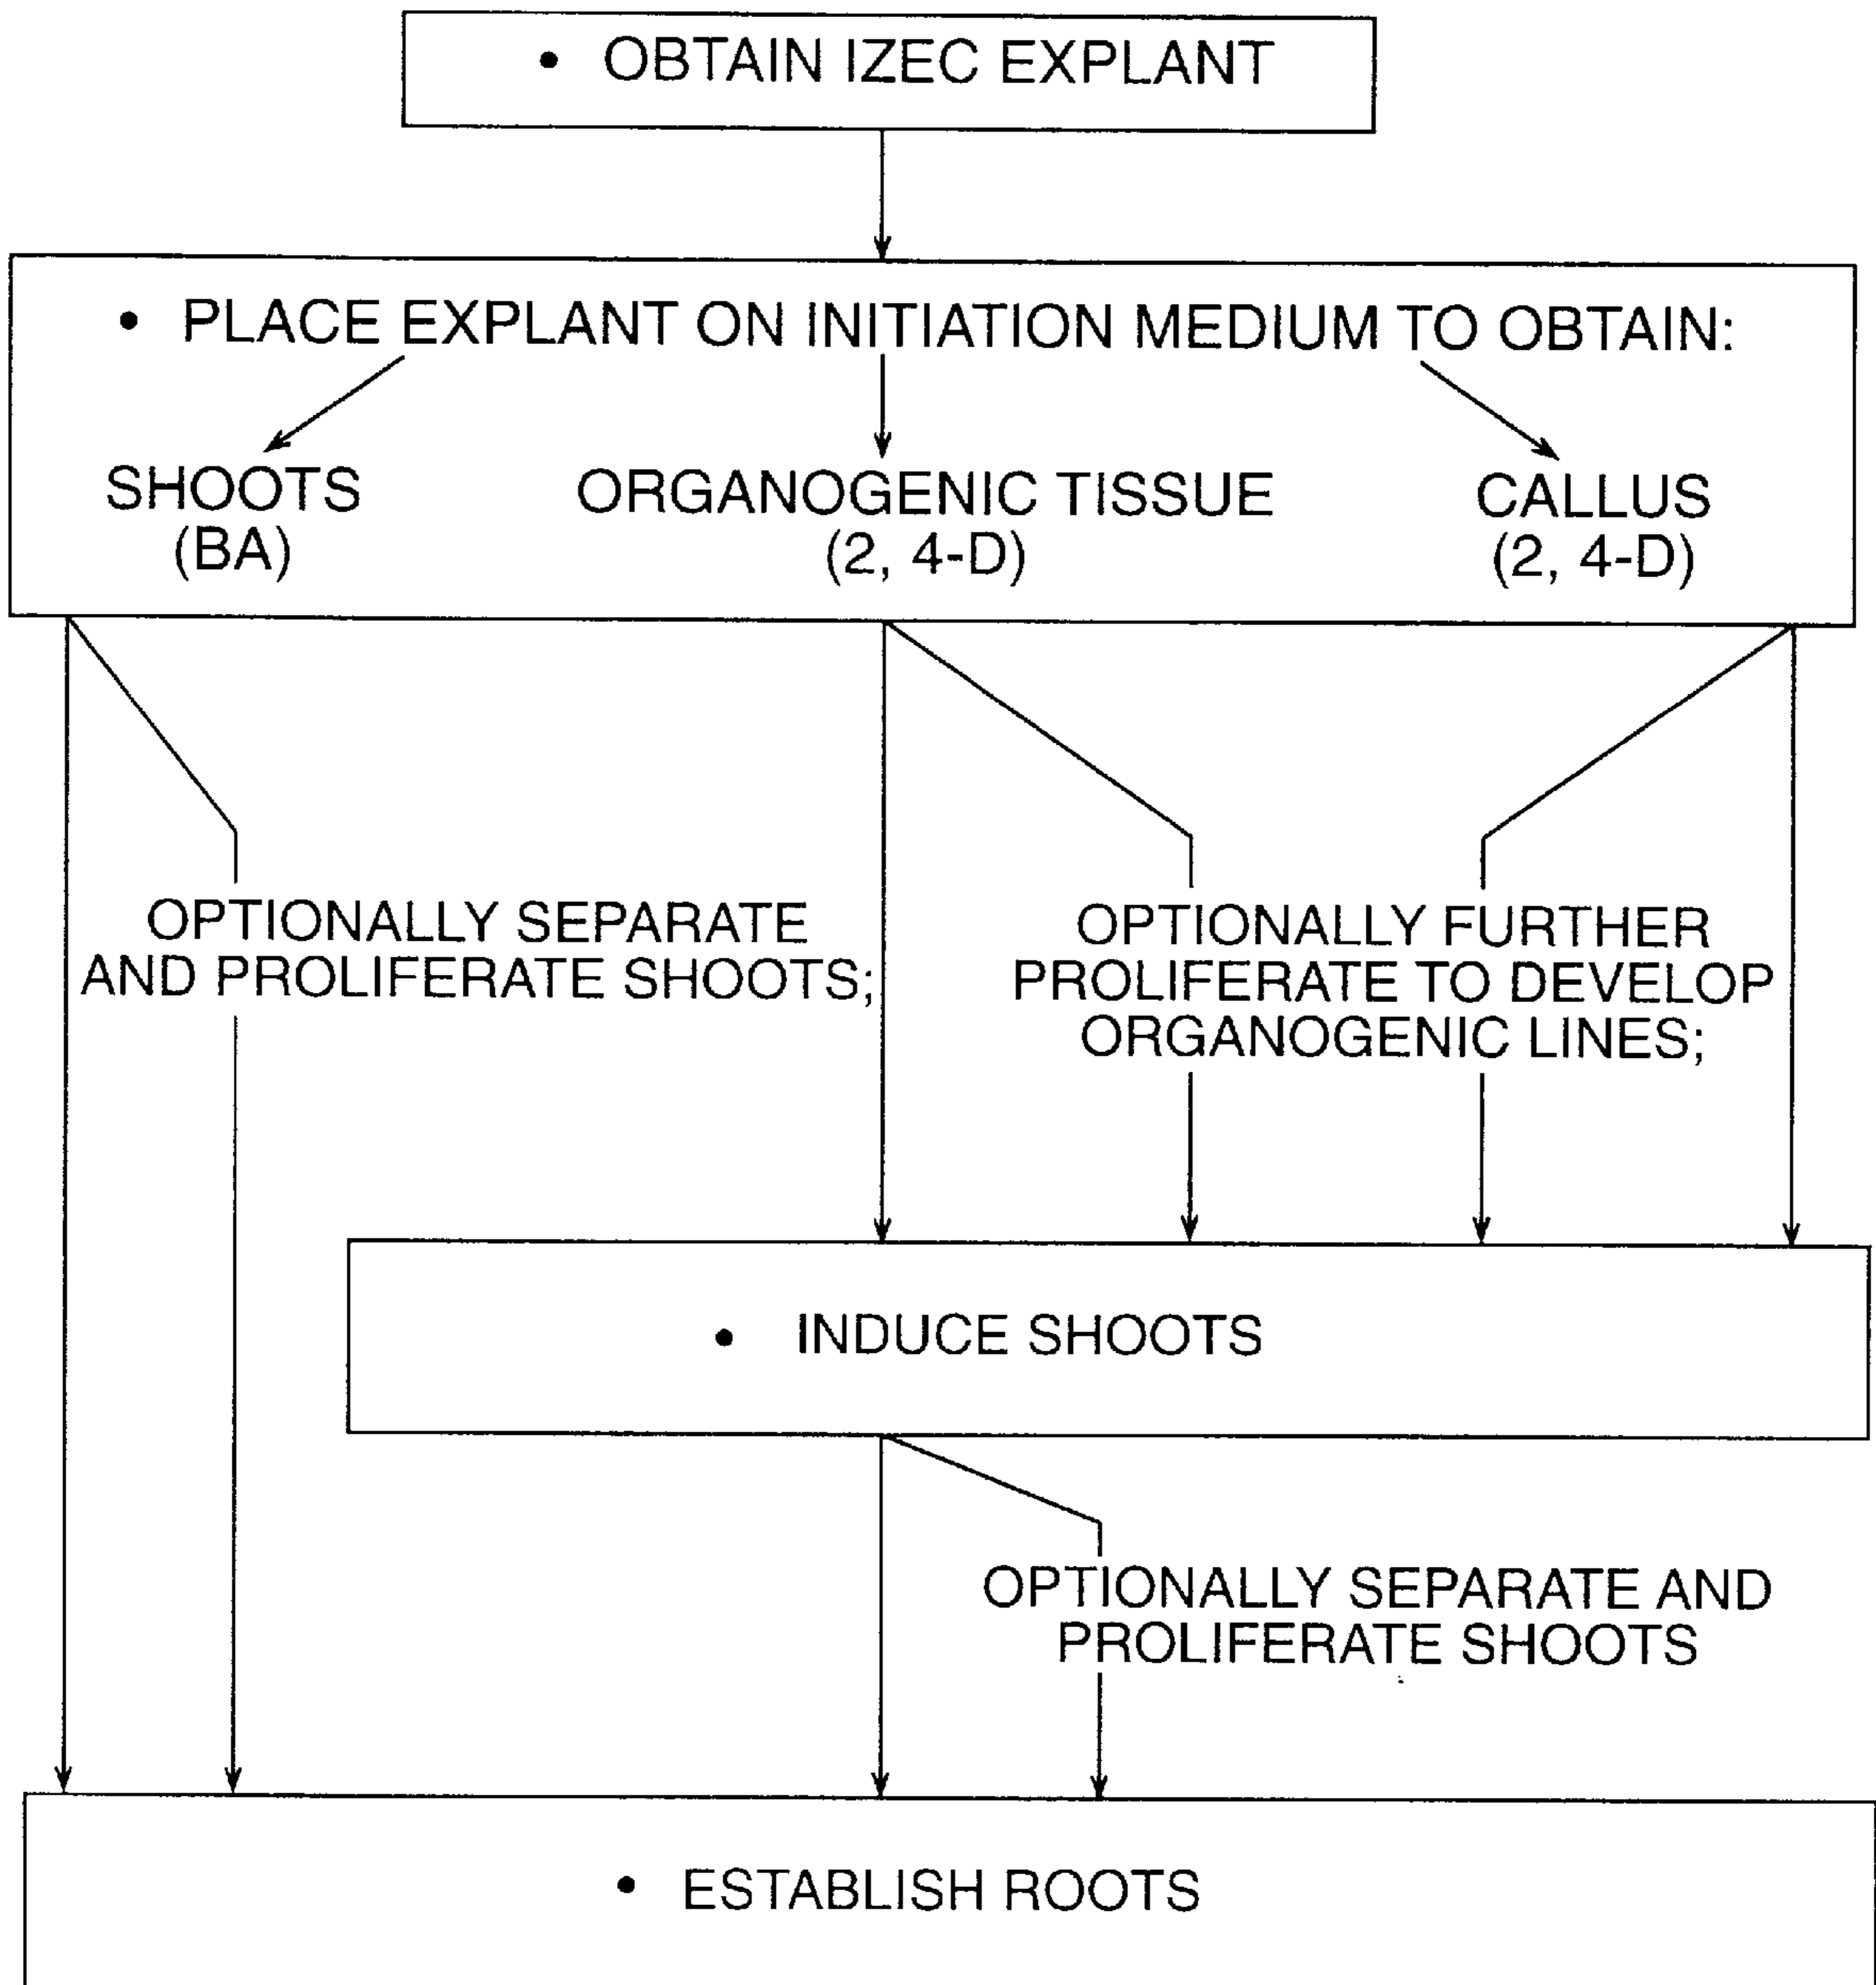 • OBTAIN IZEC EXPLANT
• PLACE EXPLANT ON INITIATION MEDIUM TO OBTAIN:
SHOOTS
(BA)
ORGANOGENIC TISSUE
(2, 4-D)
CALLUS
(2, 4-D)
OPTIONALLY SEPARATE
AND PROLIFERATE SHOOTS;
OPTIONALLY FURTHER
PROLIFERATE TO DEVELOP
ORGANOGENIC LINES;
• INDUCE SHOOTS
OPTIONALLY SEPARATE AND
PROLIFERATE SHOOTS
• ESTABLISH ROOTS